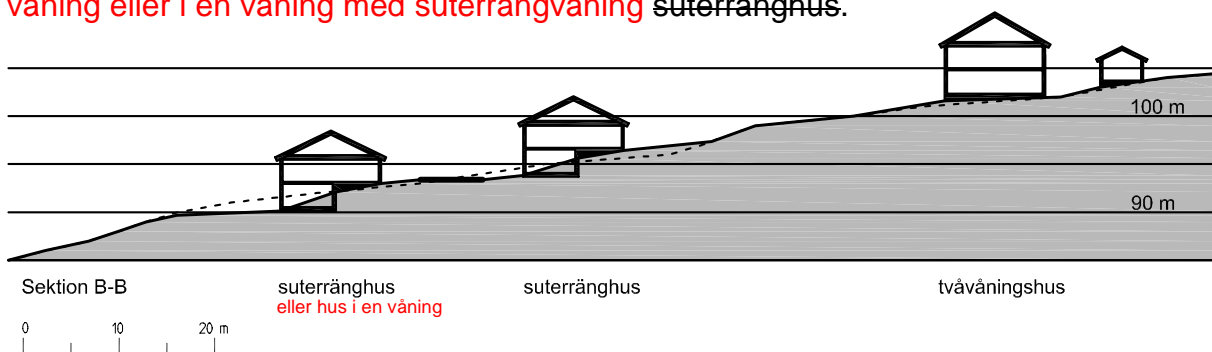 våning eller i en våning med suterrängvåning suterränghus.
100 m
90 m
Sektion B-B suterränghus suterränghus tvåvåningshus
eller hus i en våning
0 10 20 m